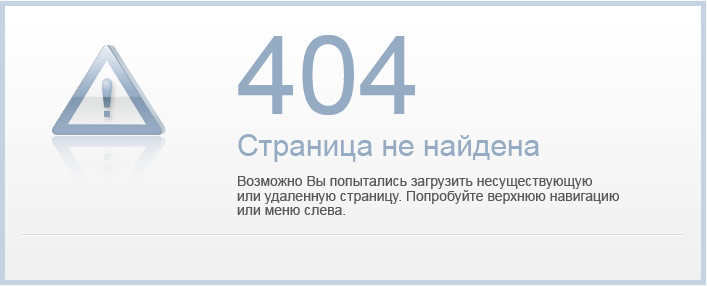 404
Страница не найдена
Возможно Вы попытались загрузить несуществующую
или удаленную страницу. Попробуйте верхнюю навигацию
или меню слева.